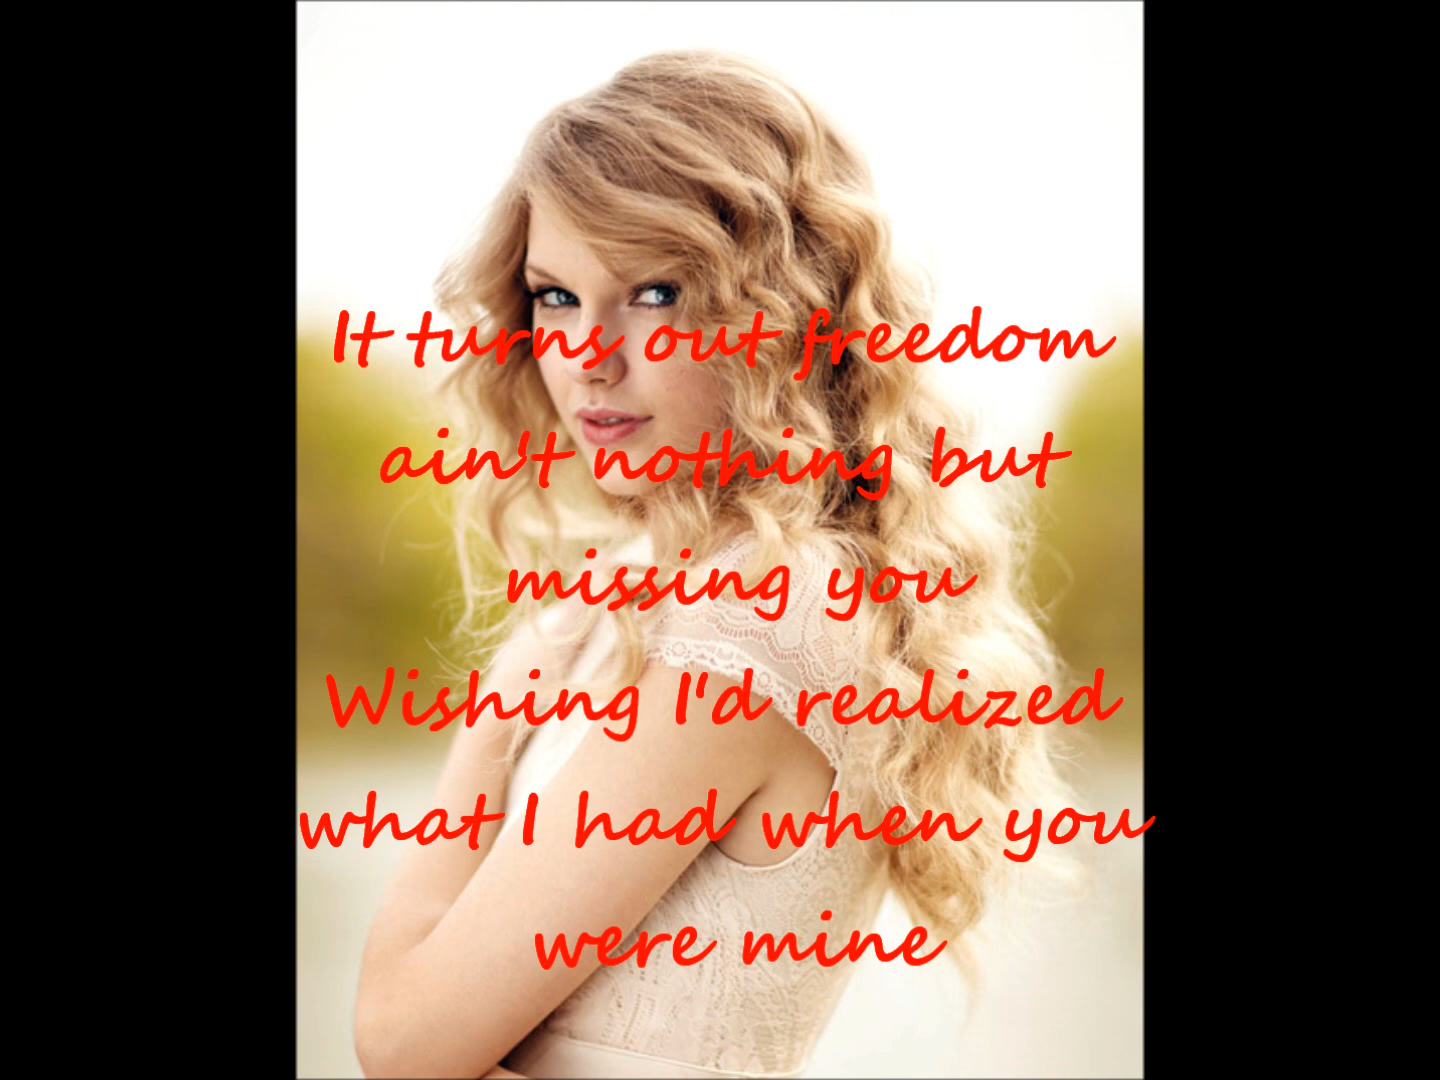 It turns out freedom
ain't nothing but
missing you
Wishing I'd realized
what I had when you
were mine